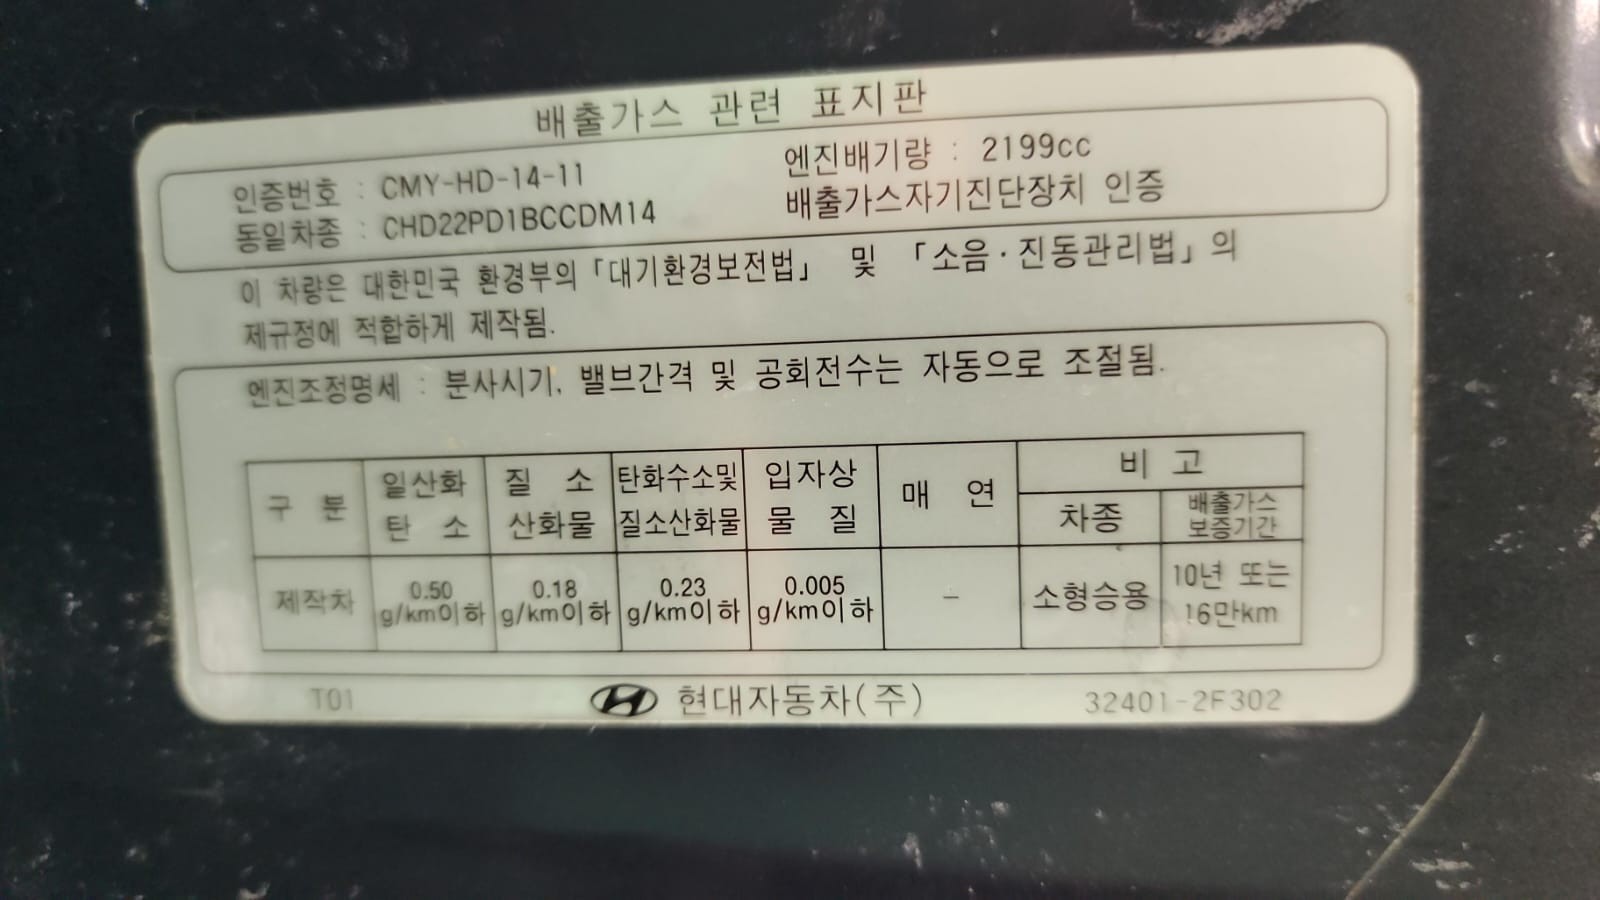 배출가스 관련 표지판
인증번호 : CMY-HD-14-11
엔진배기량 : 2199cc
동일차종 : CHD22PD1BCCDM14
배출가스자기진단장치 인증
이 차량은 대한민국 환경부의 「대기환경보전법」 및 「소음·진동관리법」의
제규정에 적합하게 제작됨.
엔진조정명세 : 분사시기, 밸브간격 및 공회전수는 자동으로 조절됨.
구 분 일산화 탄 소 질 소 산화물 탄화수소및 질소산화물 입자상 물 질 매 연 비 고
차종 배출가스 보증기간
제작차 0.50 g/km이하 0.18 g/km이하 0.23 g/km이하 0.005 g/km이하 - 소형승용 10년 또는 16만km
T01 현대자동차(주) 32401-2F302